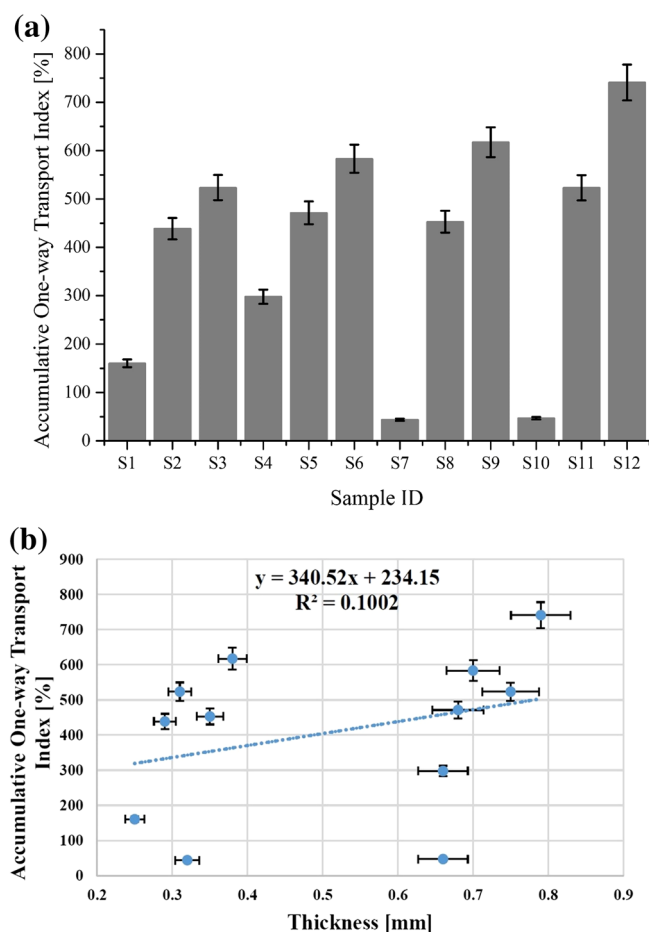 (a)
Accumulative One-way Transport Index [%]
800
700
600
500
400
300
200
100
0
S1 S2 S3 S4 S5 S6 S7 S8 S9 S10 S11 S12
Sample ID
(b)
Accumulative One-way Transport
Index [%]
900
800
700
600
500
400
300
200
100
0
y = 340.52x + 234.15
R² = 0.1002
0.2 0.3 0.4 0.5 0.6 0.7 0.8 0.9
Thickness [mm]